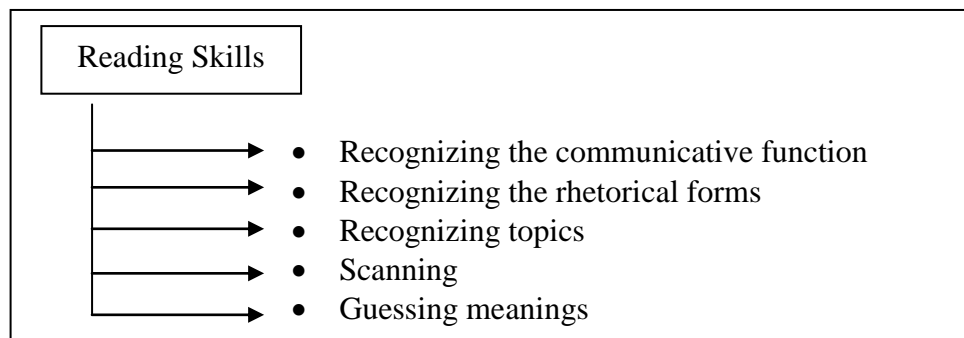 Reading Skills
• Recognizing the communicative function
• Recognizing the rhetorical forms
• Recognizing topics
• Scanning
• Guessing meanings